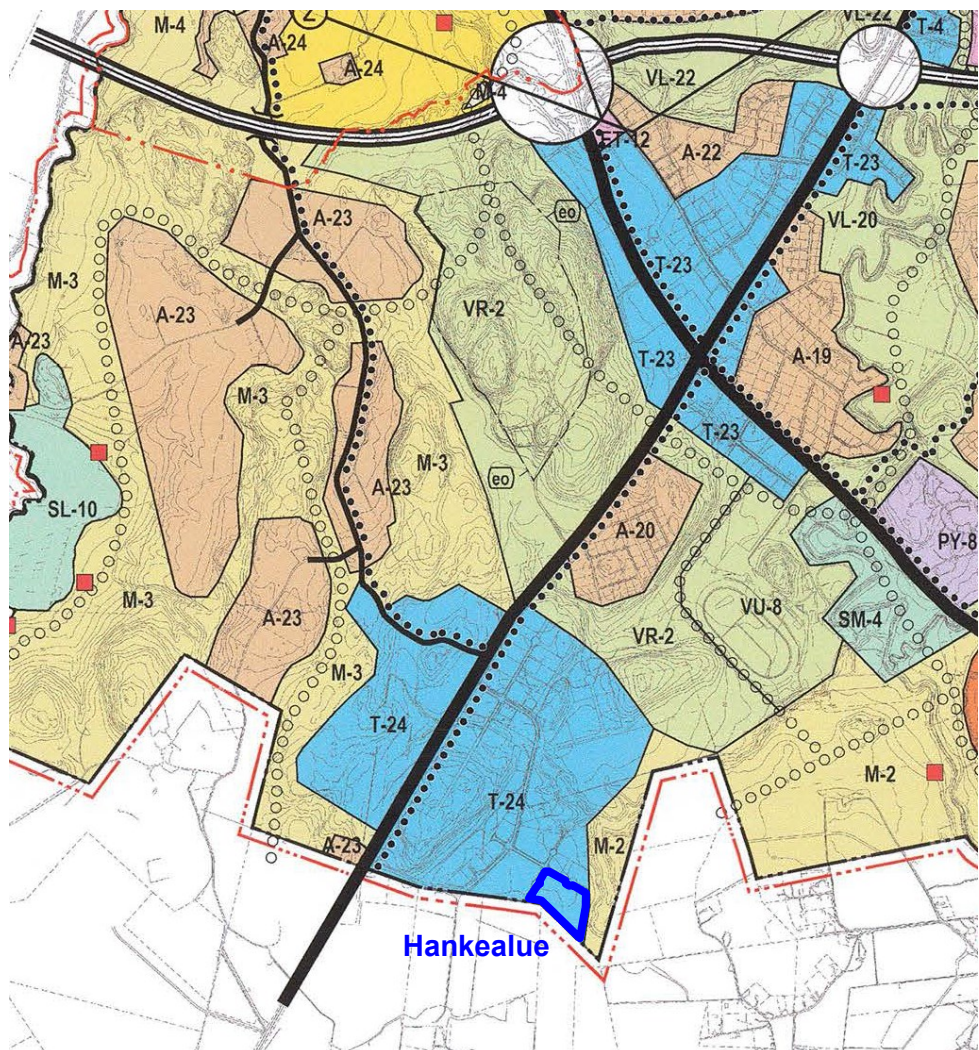 2
M-4
A-24
A-24
M-4
VL-22
VL-22
T-4
ET-12
A-22
T-23
VL-20
A-23
eo
M-3
T-23
A-23
VR-2
A-23
T-23
A-19
M-3
T-23
M-3
eo
A-23
SL-10
A-20
PY-8
M-3
VU-8
SM-4
A-23
VR-2
M-3
T-24
M-2
T-24
A-23
M-2
Hankealue